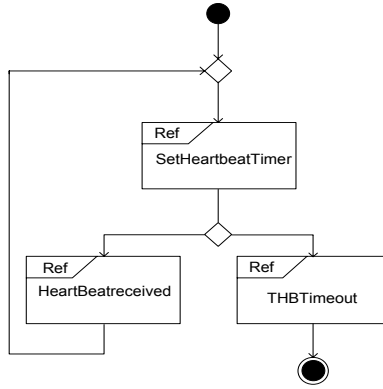 Ref
SetHeartbeatTimer
Ref
HeartBeatreceived
Ref
THBTimeout